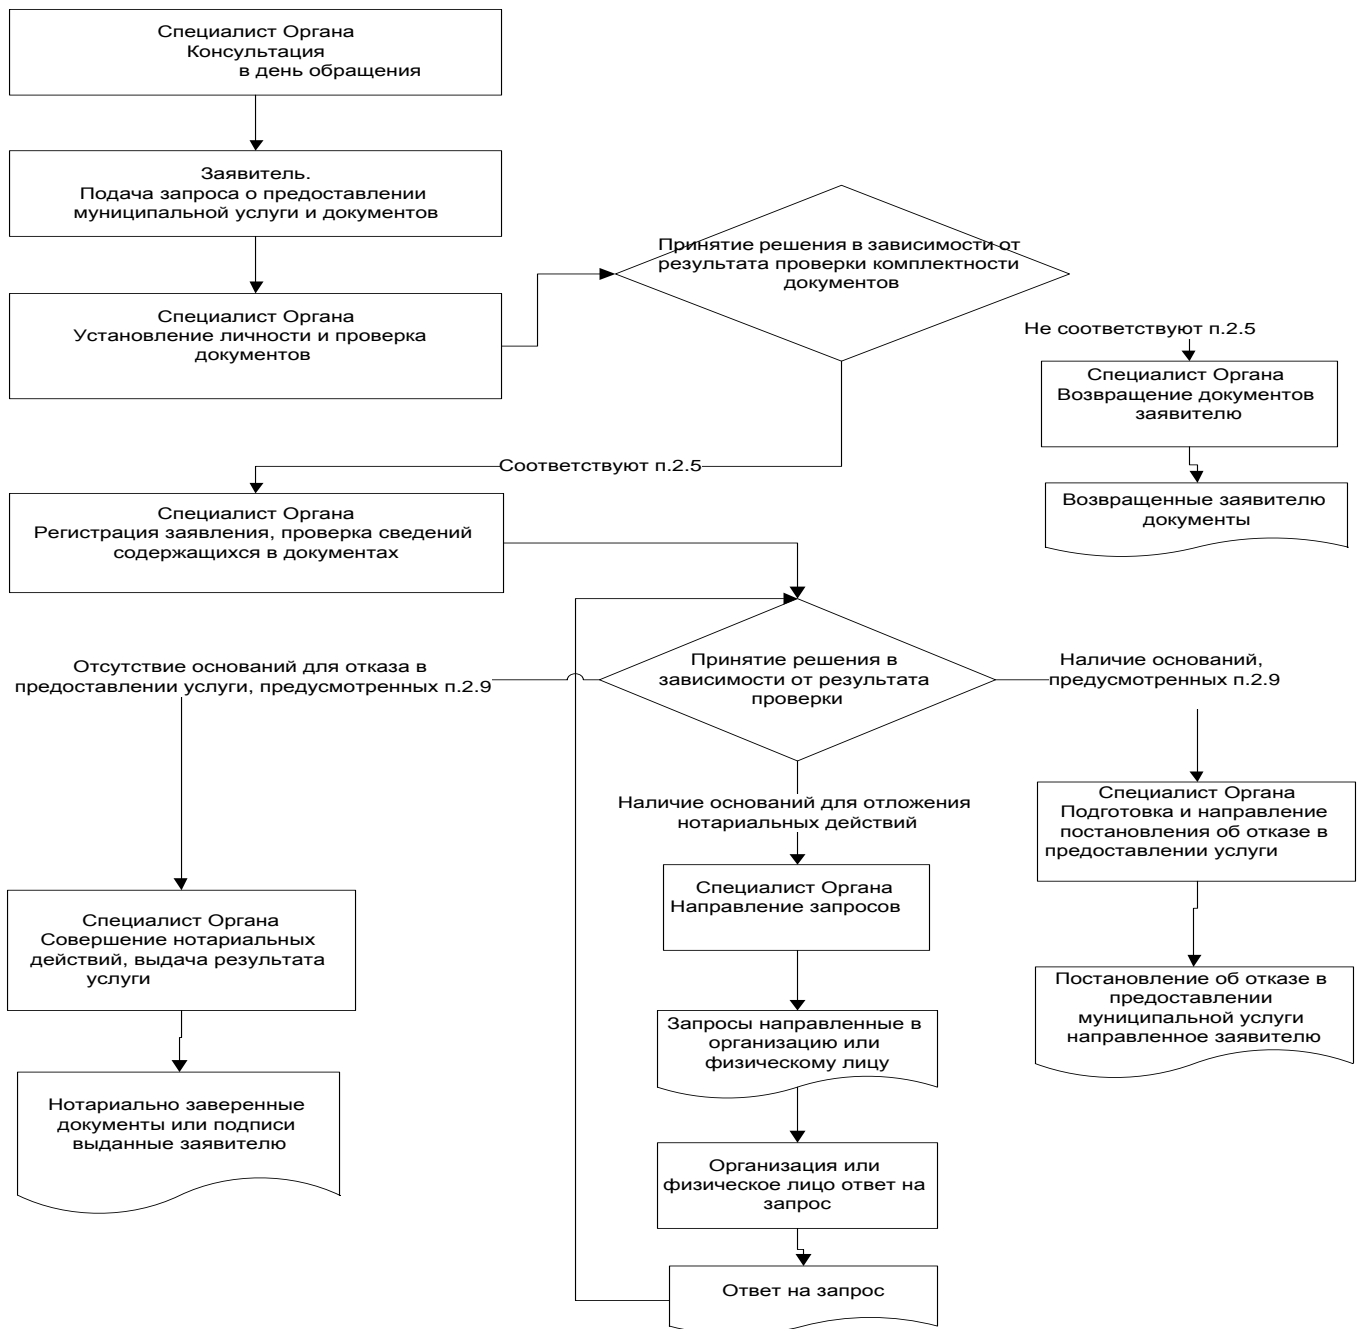 Специалист Органа
Консультация
в день обращения
Заявитель.
Подача запроса о предоставлении
муниципальной услуги и документов
Специалист Органа
Установление личности и проверка
документов
Принятие решения в зависимости от
результата проверки комплектности
документов
Не соответствуют п.2.5
Специалист Органа
Возвращение документов
заявителю
Возвращенные заявителю
документы
Соответствуют п.2.5
Специалист Органа
Регистрация заявления, проверка сведений
содержащихся в документах
Принятие решения в
зависимости от результата
проверки
Отсутствие оснований для отказа в
предоставлении услуги, предусмотренных п.2.9
Наличие оснований,
предусмотренных п.2.9
Наличие оснований для отложения
нотариальных действий
Специалист Органа
Подготовка и направление
постановления об отказе в
предоставлении услуги
Специалист Органа
Направление запросов
Специалист Органа
Совершение нотариальных
действий, выдача результата
услуги
Постановление об отказе в
предоставлении
муниципальной услуги
направленное заявителю
Запросы направленные в
организацию или
физическому лицу
Нотариально заверенные
документы или подписи
выданные заявителю
Организация или
физическое лицо ответ на
запрос
Ответ на запрос